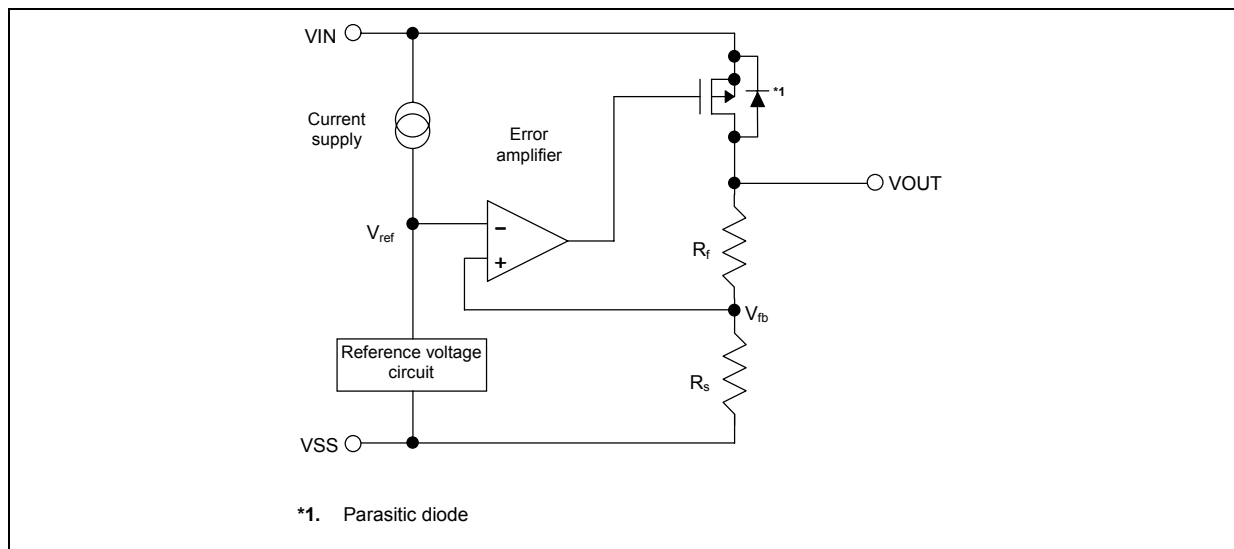 VIN
*1
Current
supply
Error
amplifier
VOUT
Vref
−
+
Rf
Vfb
Reference voltage
circuit
Rs
VSS
*1. Parasitic diode